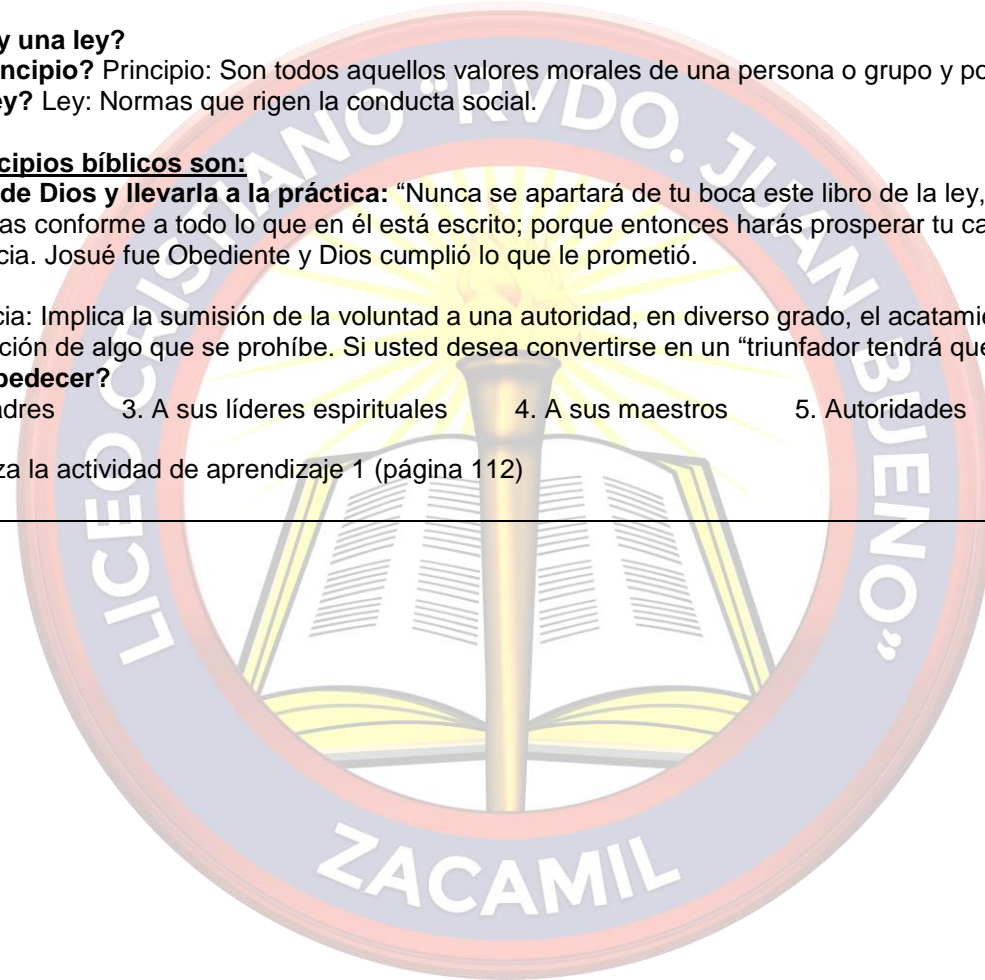 y una ley?
ncipio? Principio: Son todos aquellos valores morales de una persona o grupo y po
ey? Ley: Normas que rigen la conducta social.
cipios bíblicos son:
de Dios y llevarla a la práctica: “Nunca se apartará de tu boca este libro de la ley,
as conforme a todo lo que en él está escrito; porque entonces harás prosperar tu ca
cia. Josué fue Obediente y Dios cumplió lo que le prometió.
cia: Implica la sumisión de la voluntad a una autoridad, en diverso grado, el acatamie
ción de algo que se prohíbe. Si usted desea convertirse en un “triunfador tendrá que
bedecer?
adres 3. A sus líderes espirituales 4. A sus maestros 5. Autoridades
za la actividad de aprendizaje 1 (página 112)
LICEO CRISTIANO “RVDO. JUAN BUENO”
ZACAMIL